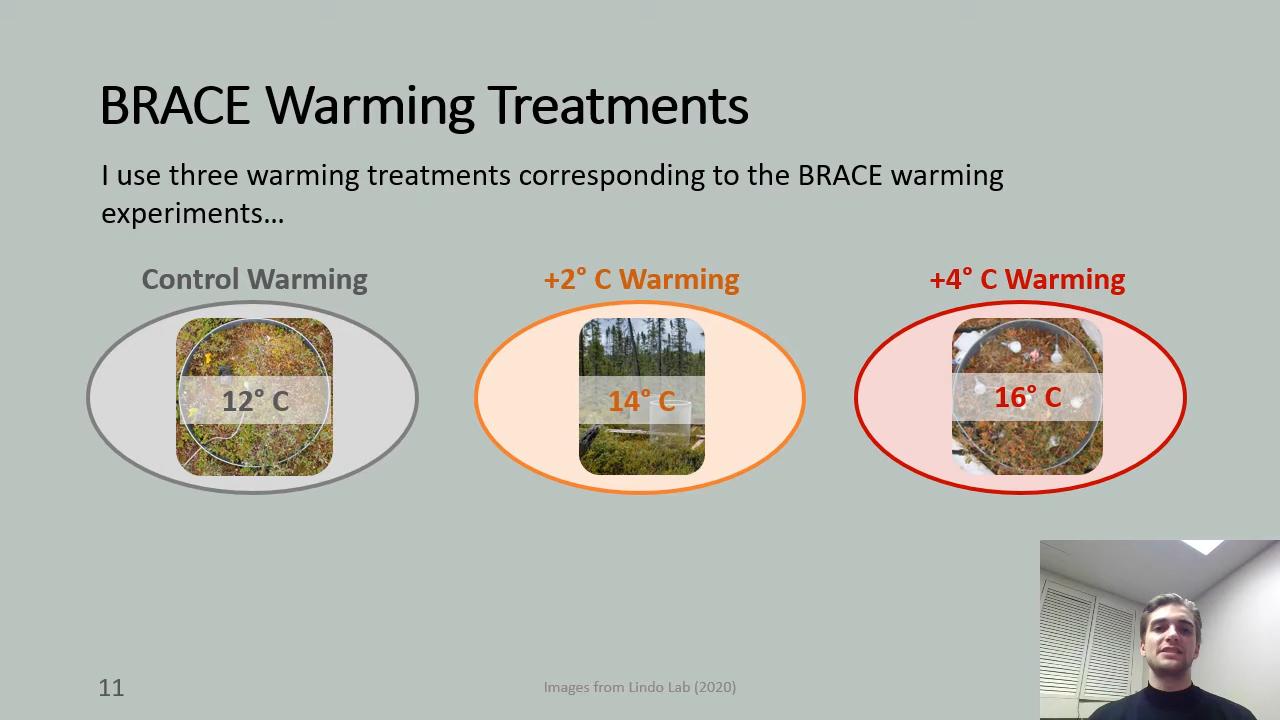 BRACE Warming Treatments
I use three warming treatments corresponding to the BRACE warming
experiments…
Control Warming
+2° C Warming
+4° C Warming
12° C
14° C
16° C
11
Images from Lindo Lab (2020)